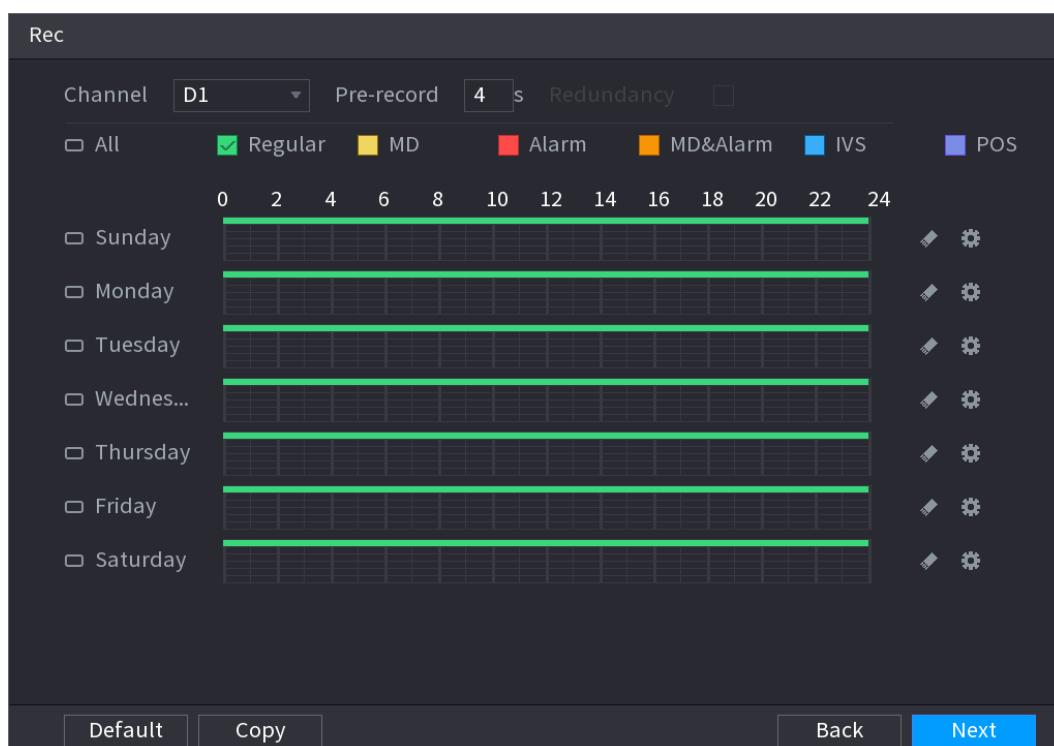 Rec
Channel D1 Pre-record 4 s Redundancy
All Regular MD Alarm MD&Alarm IVS POS
0 2 4 6 8 10 12 14 16 18 20 22 24
Sunday
Monday
Tuesday
Wednes...
Thursday
Friday
Saturday
Default Copy Back Next